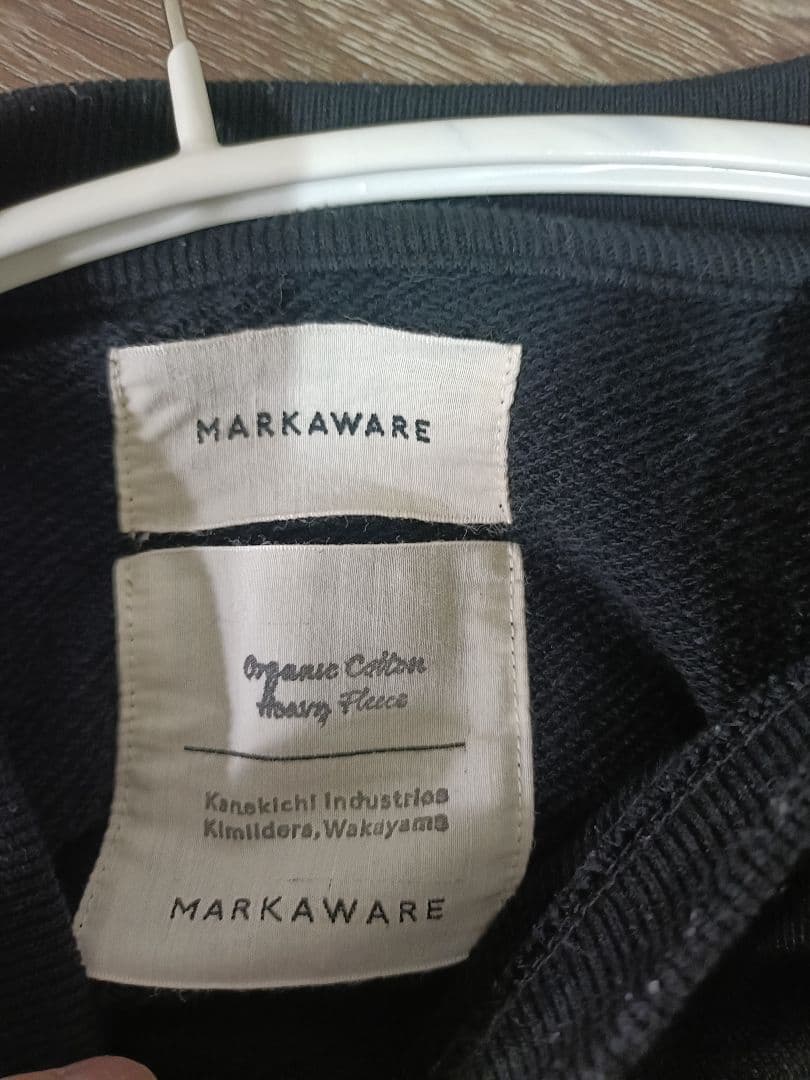 MARKAWARE
Organic Cotton
Heavy Fleece
Kanekichi Industries
Kimiidera, Wakayama
MARKAWARE